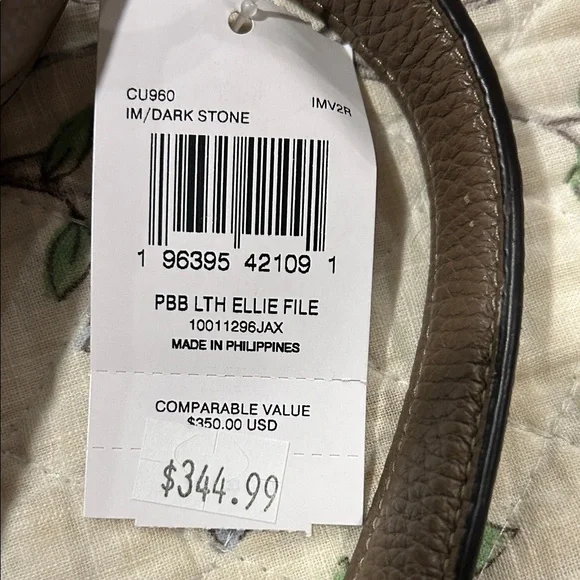 CU960
IM/DARK STONE IMV2R
1 96395 42109 1
PBB LTH ELLIE FILE
10011296JAX
MADE IN PHILIPPINES
COMPARABLE VALUE
$350.00 USD
$344.99